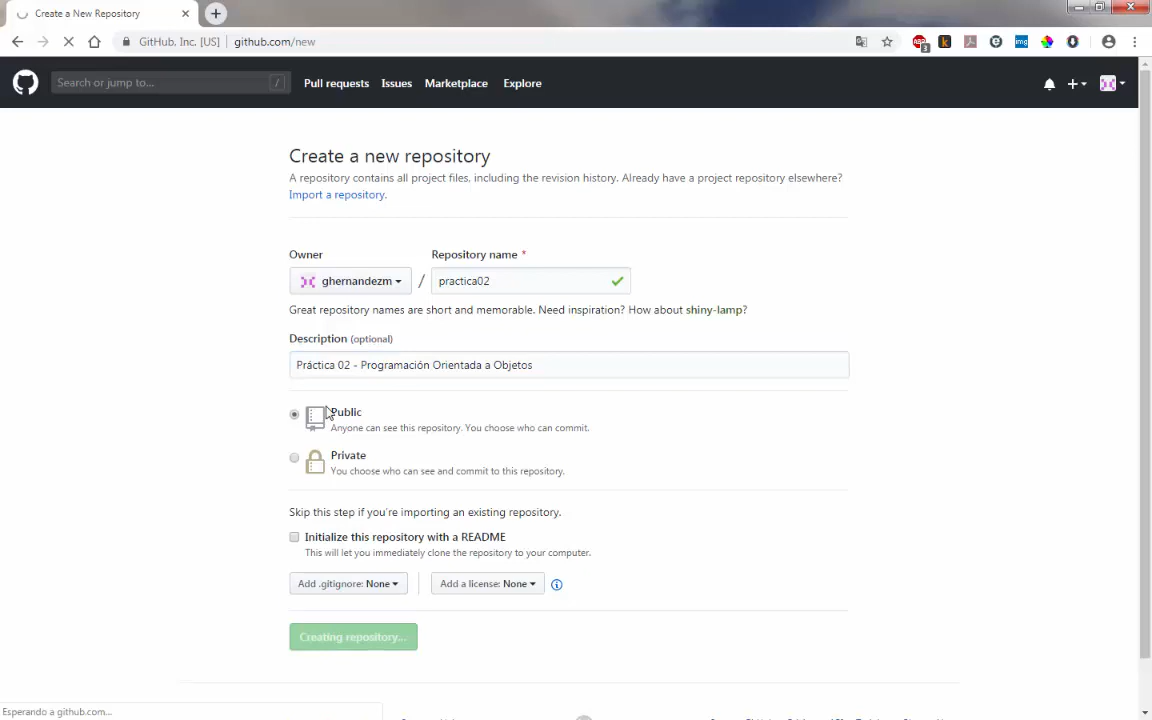 Create a New Repository
GitHub, Inc. [US] github.com/new
Search or jump to... / Pull requests Issues Marketplace Explore
Create a new repository
A repository contains all project files, including the revision history. Already have a project repository elsewhere?
Import a repository.
Owner Repository name *
ghernandezm / practica02
Great repository names are short and memorable. Need inspiration? How about shiny-lamp?
Description (optional)
Práctica 02 - Programación Orientada a Objetos
Public
Anyone can see this repository. You choose who can commit.
Private
You choose who can see and commit to this repository.
Skip this step if you're importing an existing repository.
Initialize this repository with a README
This will let you immediately clone the repository to your computer.
Add .gitignore: None Add a license: None
Creating repository...
Esperando a github.com...